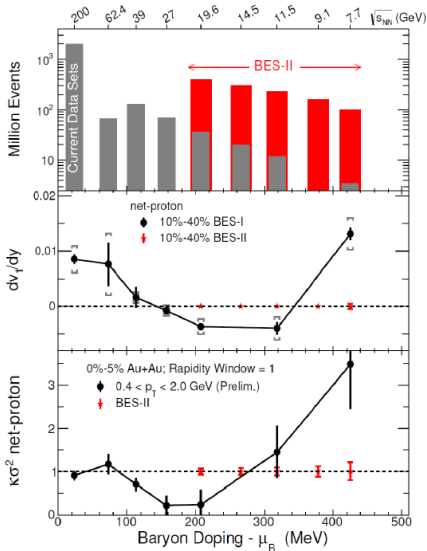 200 62.4 39 27 19.6 14.5 11.5 9.1 7.7 √sNN (GeV)
BES-II
Million Events
10³
10²
10
Current Data Sets
0.02
net-proton
10%-40% BES-I
10%-40% BES-II
0.01
dv₁/dy
0
0%-5% Au+Au; Rapidity Window = 1
0.4 < pT < 2.0 GeV (Prelim.)
BES-II
3
2
1
0
κσ² net-proton
0 100 200 300 400 500
Baryon Doping - μB (MeV)